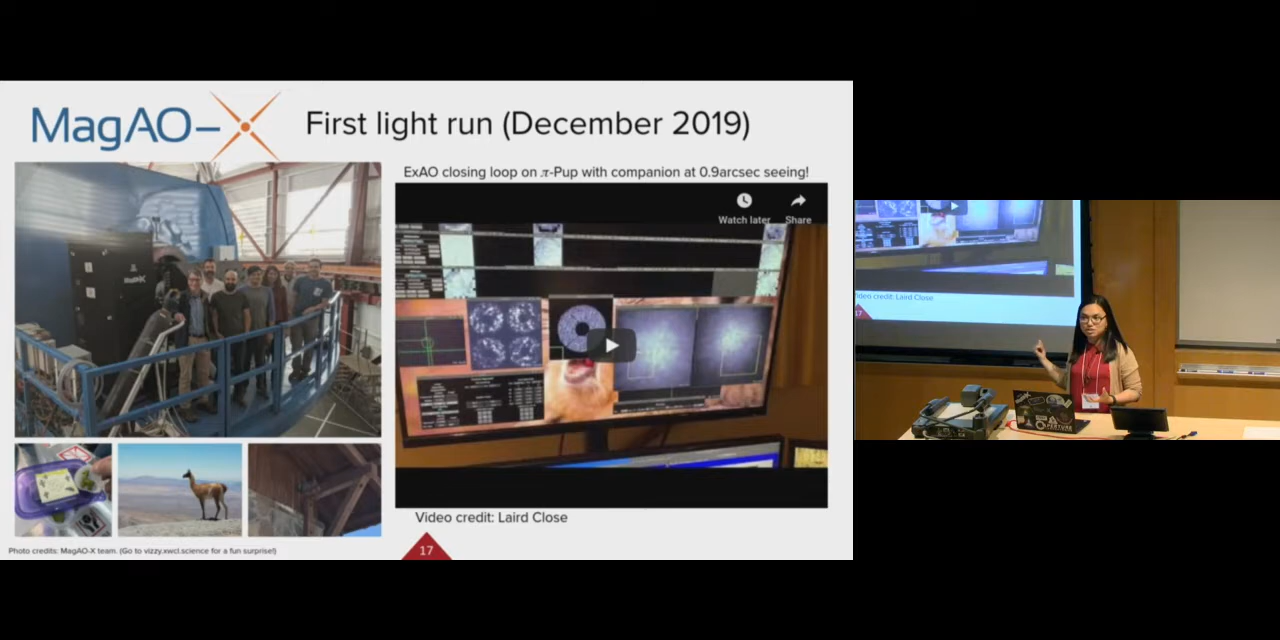 MagAO-X
First light run (December 2019)
ExAO closing loop on π-Pup with companion at 0.9arcsec seeing!
Watch later
Share
Video credit: Laird Close
Photo credits: MagAO-X team. (Go to vizzy.xwcl.science for a fun surprise!)
17
Video credit: Laird Close
17